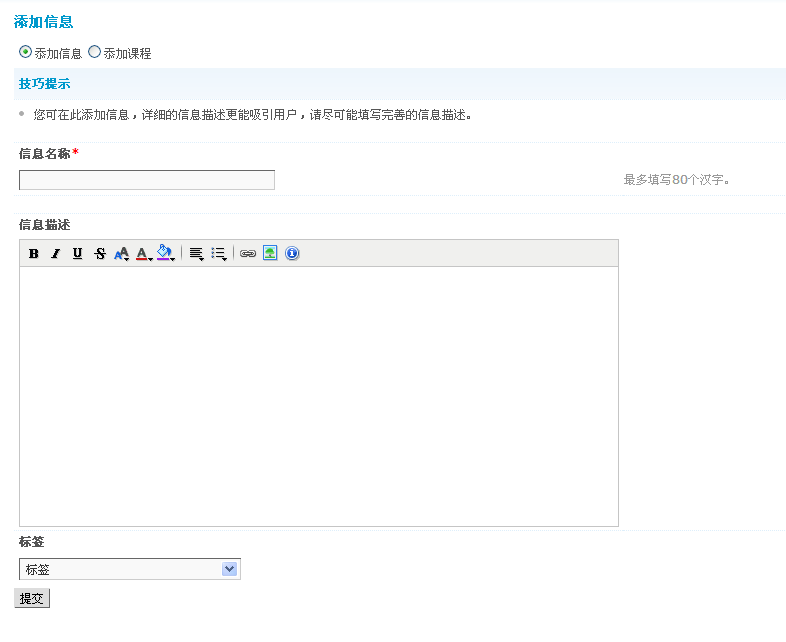 添加信息
添加信息 添加课程
技巧提示
您可在此添加信息，详细的信息描述更能吸引用户，请尽可能填写完善的信息描述。
信息名称*
最多填写80个汉字。
信息描述
B I U S A A A
标签
标签
提交